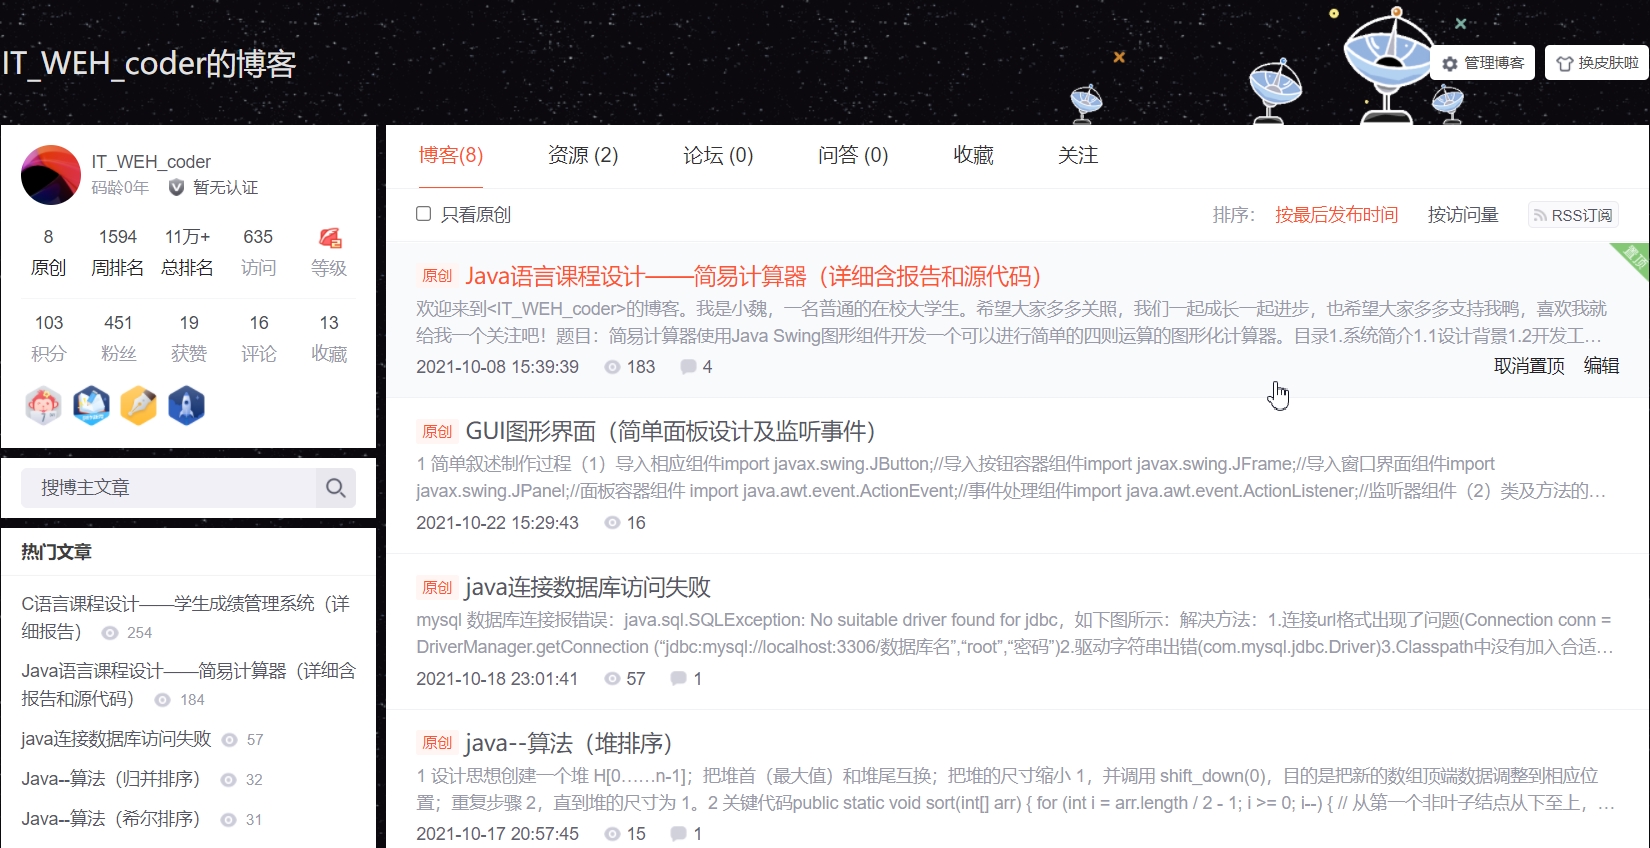 IT_WEH_coder的博客
管理博客
换皮肤啦
IT_WEH_coder
码龄0年 暂无认证
8 1594 11万+ 635
原创 周排名 总排名 访问 等级
103 451 19 16 13
积分 粉丝 获赞 评论 收藏
搜博主文章
热门文章
C语言课程设计——学生成绩管理系统（详
细报告） 254
Java语言课程设计——简易计算器（详细含
报告和源代码） 184
java连接数据库访问失败 57
Java--算法（归并排序） 32
Java--算法（希尔排序） 31
博客(8) 资源 (2) 论坛 (0) 问答 (0) 收藏 关注
只看原创
排序： 按最后发布时间 按访问量 RSS订阅
置顶
原创 Java语言课程设计——简易计算器（详细含报告和源代码）
欢迎来到<IT_WEH_coder>的博客。我是小魏，一名普通的在校大学生。希望大家多多关照，我们一起成长一起进步，也希望大家多多支持我鸭，喜欢我就
给我一个关注吧！题目：简易计算器使用Java Swing图形组件开发一个可以进行简单的四则运算的图形化计算器。目录1.系统简介1.1设计背景1.2开发工...
2021-10-08 15:39:39 183 4
取消置顶 编辑
原创 GUI图形界面（简单面板设计及监听事件）
1 简单叙述制作过程（1）导入相应组件import javax.swing.JButton;//导入按钮容器组件import javax.swing.JFrame;//导入窗口界面组件import
javax.swing.JPanel;//面板容器组件 import java.awt.event.ActionEvent;//事件处理组件import java.awt.event.ActionListener;//监听器组件（2）类及方法的...
2021-10-22 15:29:43 16
原创 java连接数据库访问失败
mysql 数据库连接报错误：java.sql.SQLException: No suitable driver found for jdbc，如下图所示：解决方法：1.连接url格式出现了问题(Connection conn =
DriverManager.getConnection (“jdbc:mysql://localhost:3306/数据库名”,“root”,“密码”)2.驱动字符串出错(com.mysql.jdbc.Driver)3.Classpath中没有加入合适...
2021-10-18 23:01:41 57 1
原创 java--算法（堆排序）
1 设计思想创建一个堆 H[0……n-1]；把堆首（最大值）和堆尾互换；把堆的尺寸缩小 1，并调用 shift_down(0)，目的是把新的数组顶端数据调整到相应位
置；重复步骤 2，直到堆的尺寸为 1。2 关键代码public static void sort(int[] arr) { for (int i = arr.length / 2 - 1; i >= 0; i--) { // 从第一个非叶子结点从下至上，...
2021-10-17 20:57:45 15 1